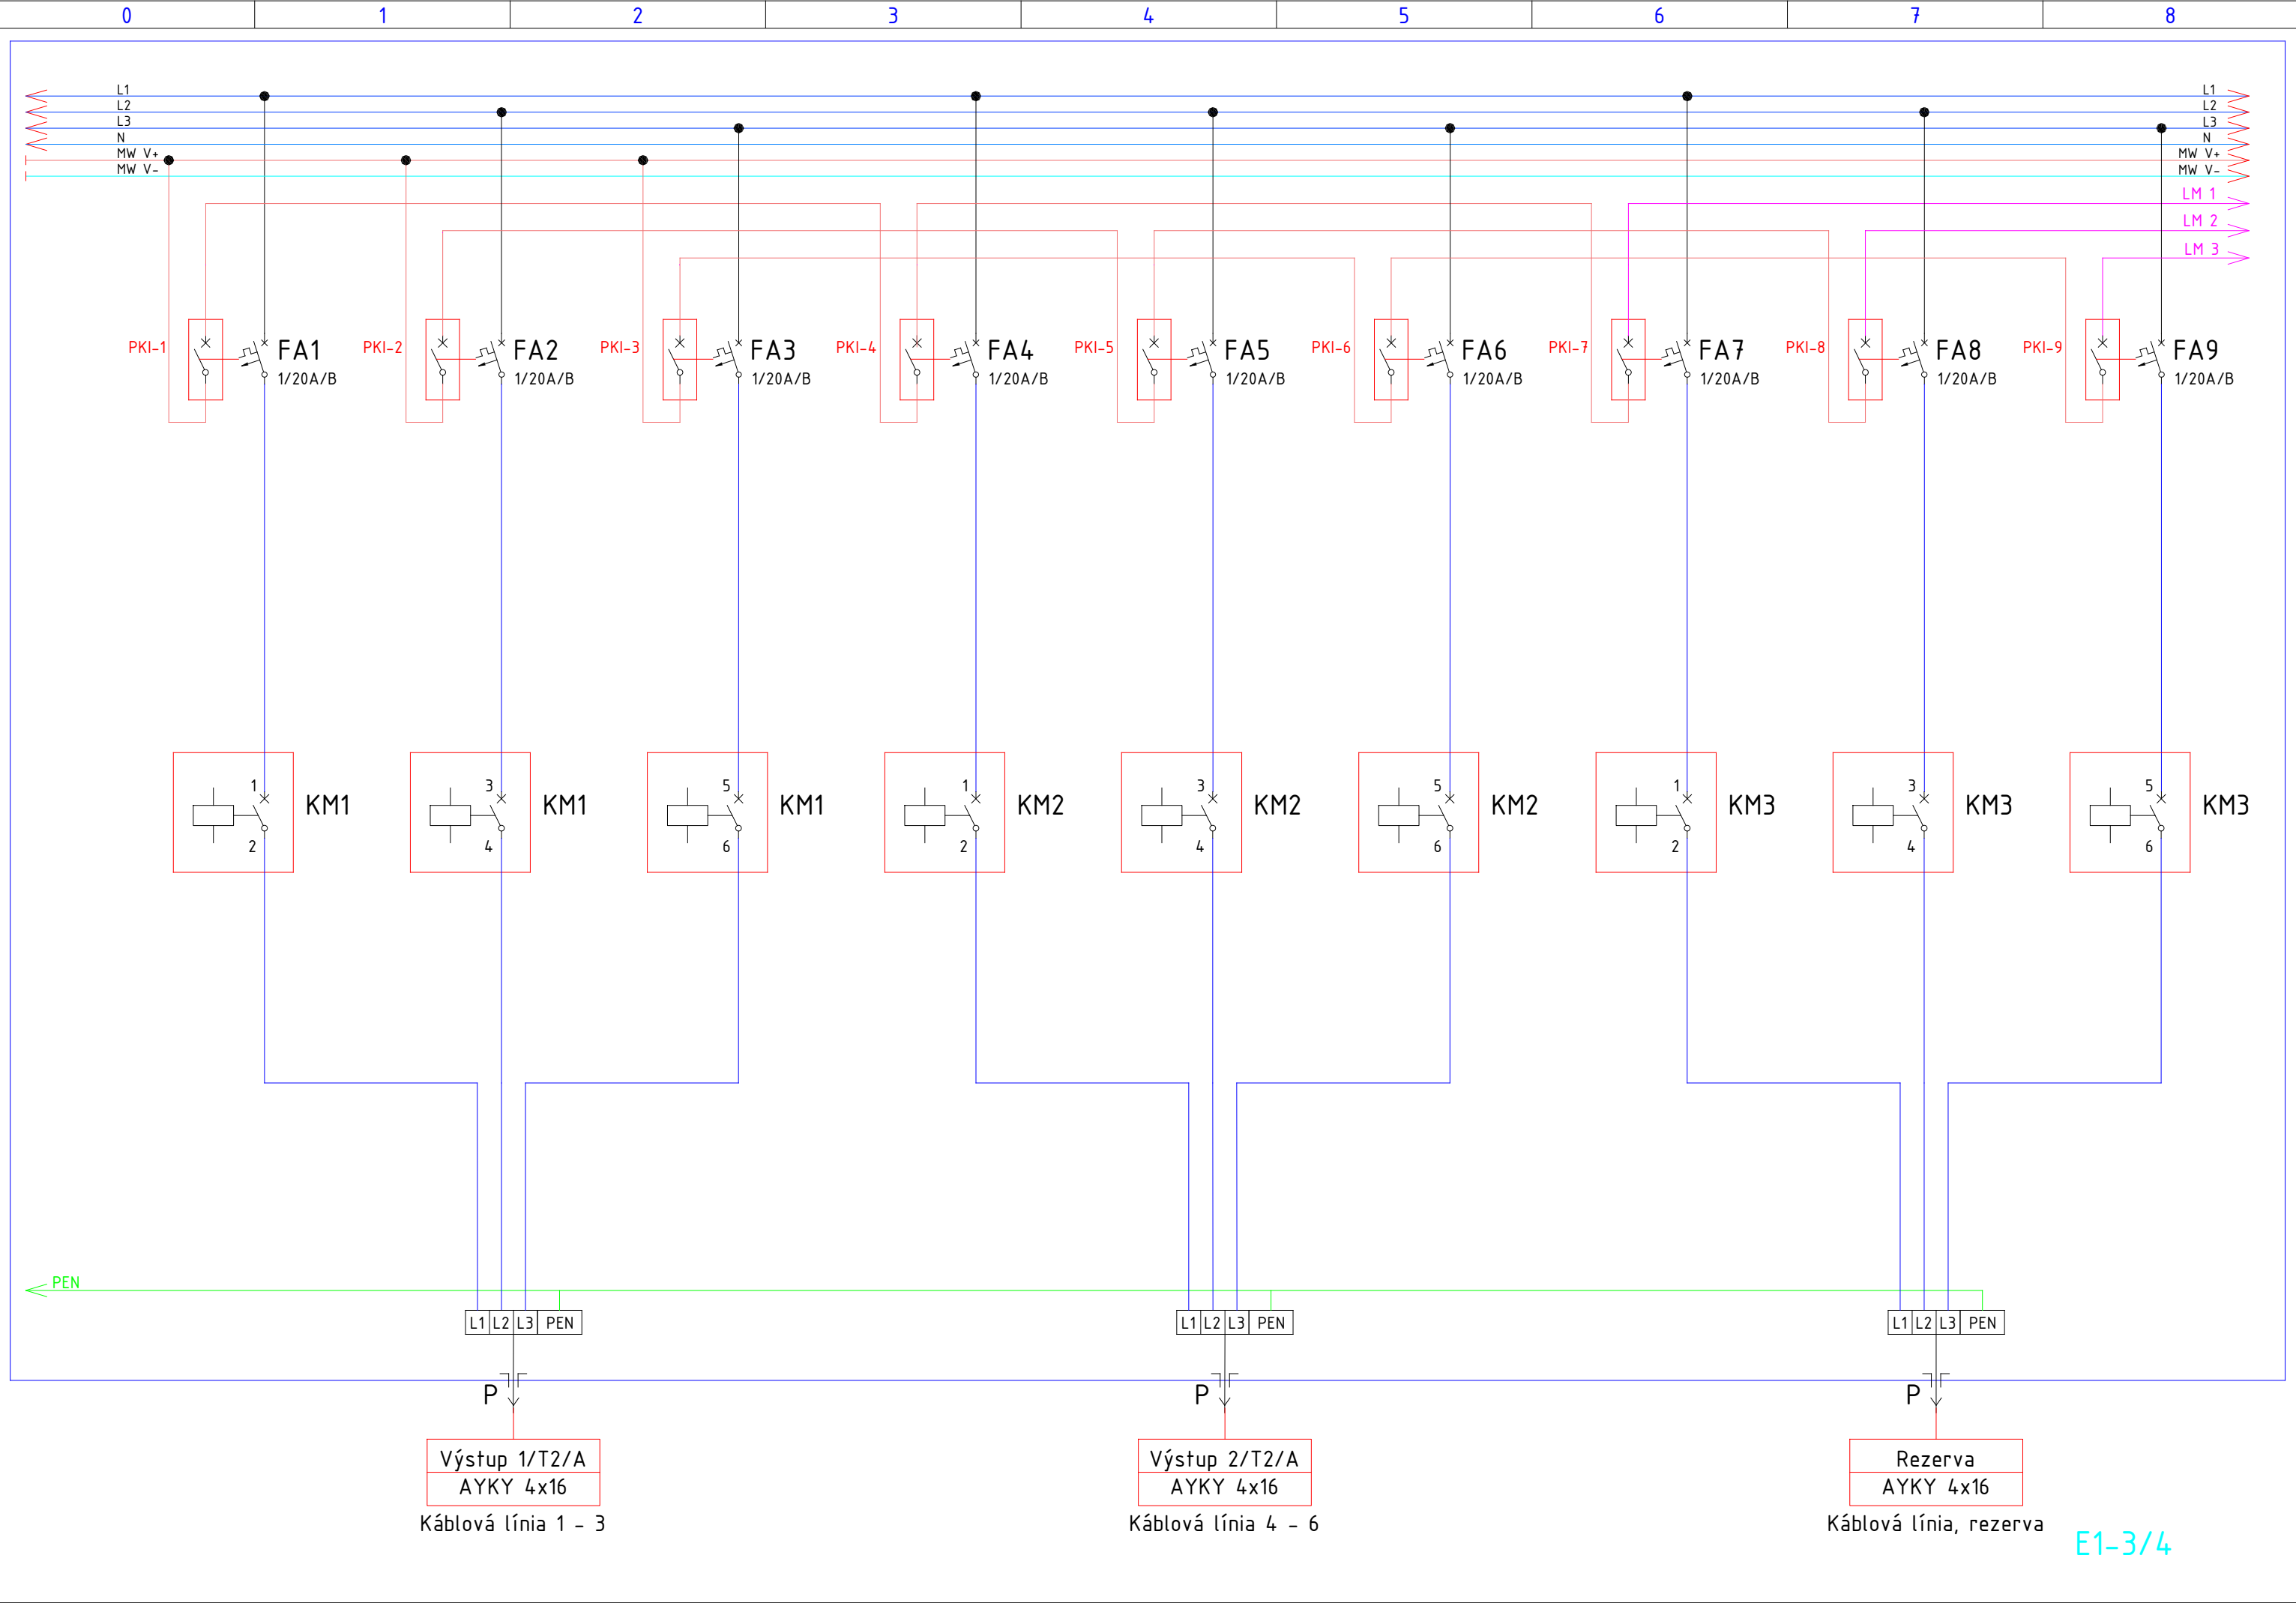 0 1 2 3 4 5 6 7 8
L1 L1
L2 L2
L3 L3
N N
MW V+ MW V+
MW V- MW V-
LM 1
LM 2
LM 3
PKI-1 FA1 PKI-2 FA2 PKI-3 FA3 PKI-4 FA4 PKI-5 FA5 PKI-6 FA6 PKI-7 FA7 PKI-8 FA8 PKI-9 FA9
1/20A/B 1/20A/B 1/20A/B 1/20A/B 1/20A/B 1/20A/B 1/20A/B 1/20A/B 1/20A/B
1 3 5 1 3 5 1 3 5
KM1 KM1 KM1 KM2 KM2 KM2 KM3 KM3 KM3
2 4 6 2 4 6 2 4 6
PEN
L1 L2 L3 PEN L1 L2 L3 PEN L1 L2 L3 PEN
P P P
Výstup 1/T2/A Výstup 2/T2/A Rezerva
AYKY 4x16 AYKY 4x16 AYKY 4x16
Káblová línia 1 - 3 Káblová línia 4 - 6 Káblová línia, rezerva
E1-3/4